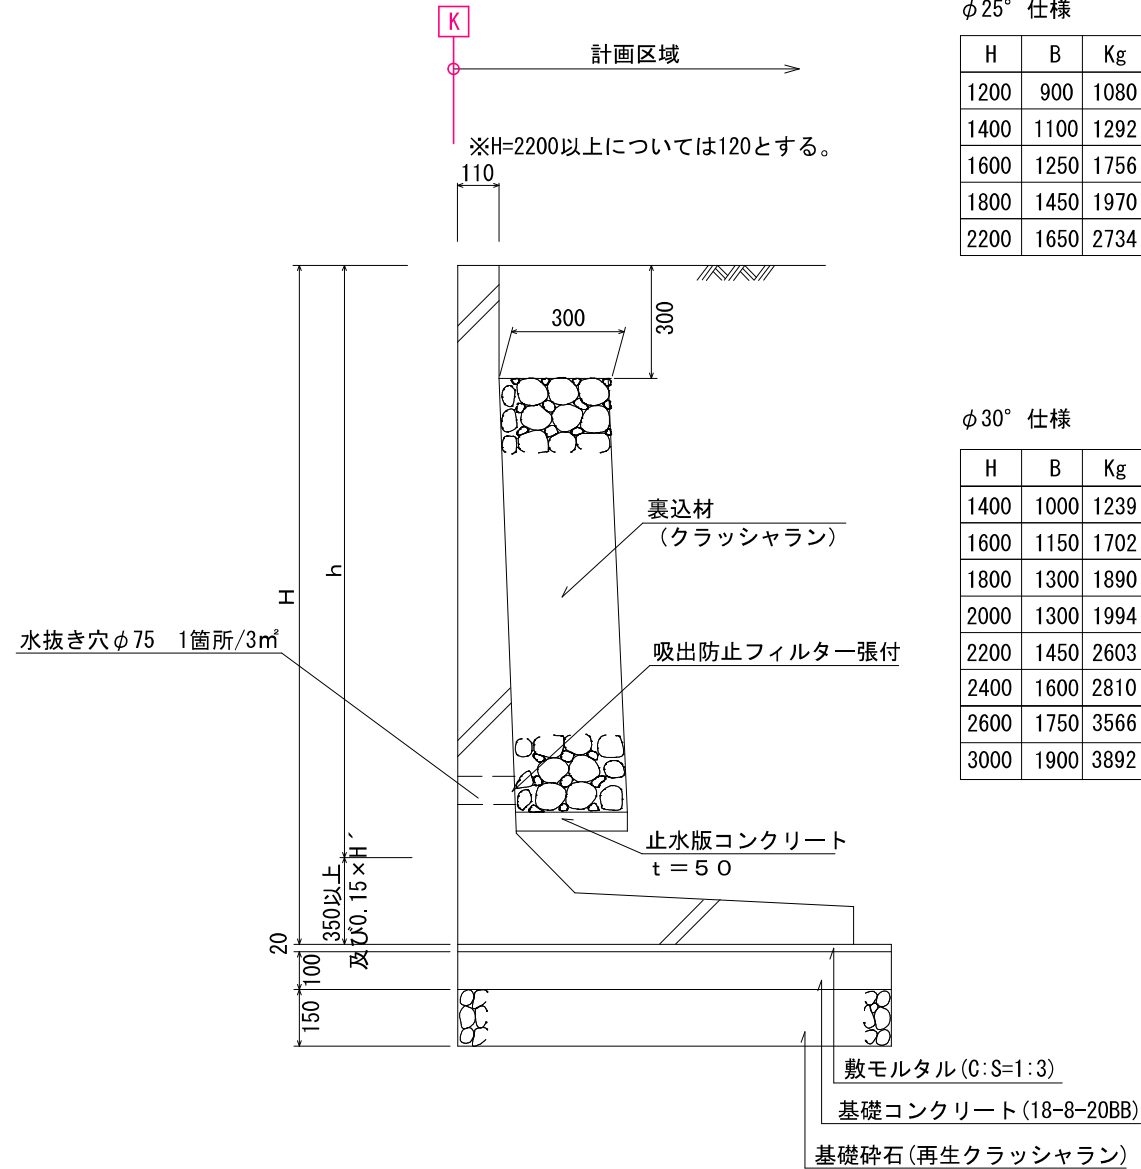 K
計画区域
※H=2200以上については120とする。
110
300
300
裏込材
(クラッシャラン)
H
h
水抜き穴φ75 1箇所/3㎡
吸出防止フィルター張付
止水版コンクリート
t=50
350以上
及び0.15×H´
20
100
150
敷モルタル(C:S=1:3)
基礎コンクリート(18-8-20BB)
基礎砕石(再生クラッシャラン)
φ25° 仕様
H B Kg
1200 900 1080
1400 1100 1292
1600 1250 1756
1800 1450 1970
2200 1650 2734
φ30° 仕様
H B Kg
1400 1000 1239
1600 1150 1702
1800 1300 1890
2000 1300 1994
2200 1450 2603
2400 1600 2810
2600 1750 3566
3000 1900 3892